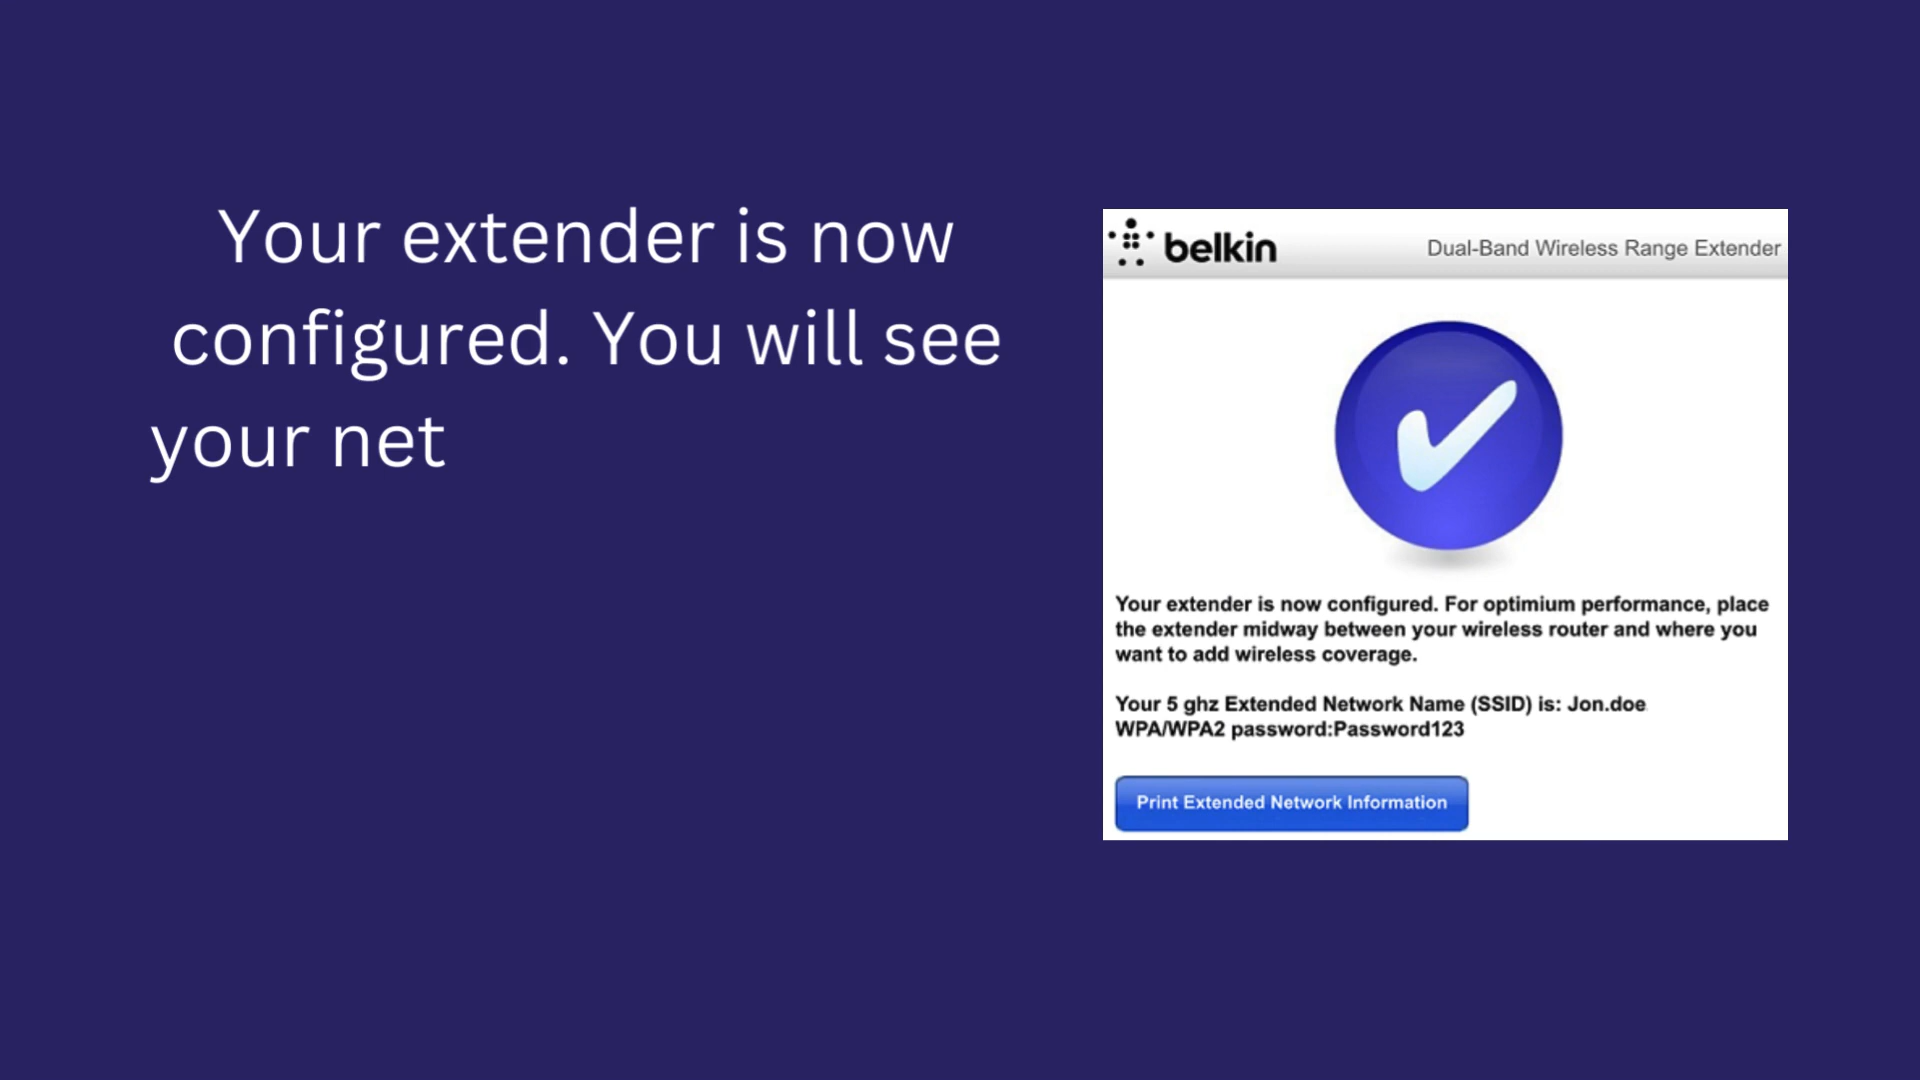 Your extender is now
configured. You will see
your net
belkin
Dual-Band Wireless Range Extender
Your extender is now configured. For optimium performance, place
the extender midway between your wireless router and where you
want to add wireless coverage.
Your 5 ghz Extended Network Name (SSID) is: Jon.doe
WPA/WPA2 password:Password123
Print Extended Network Information